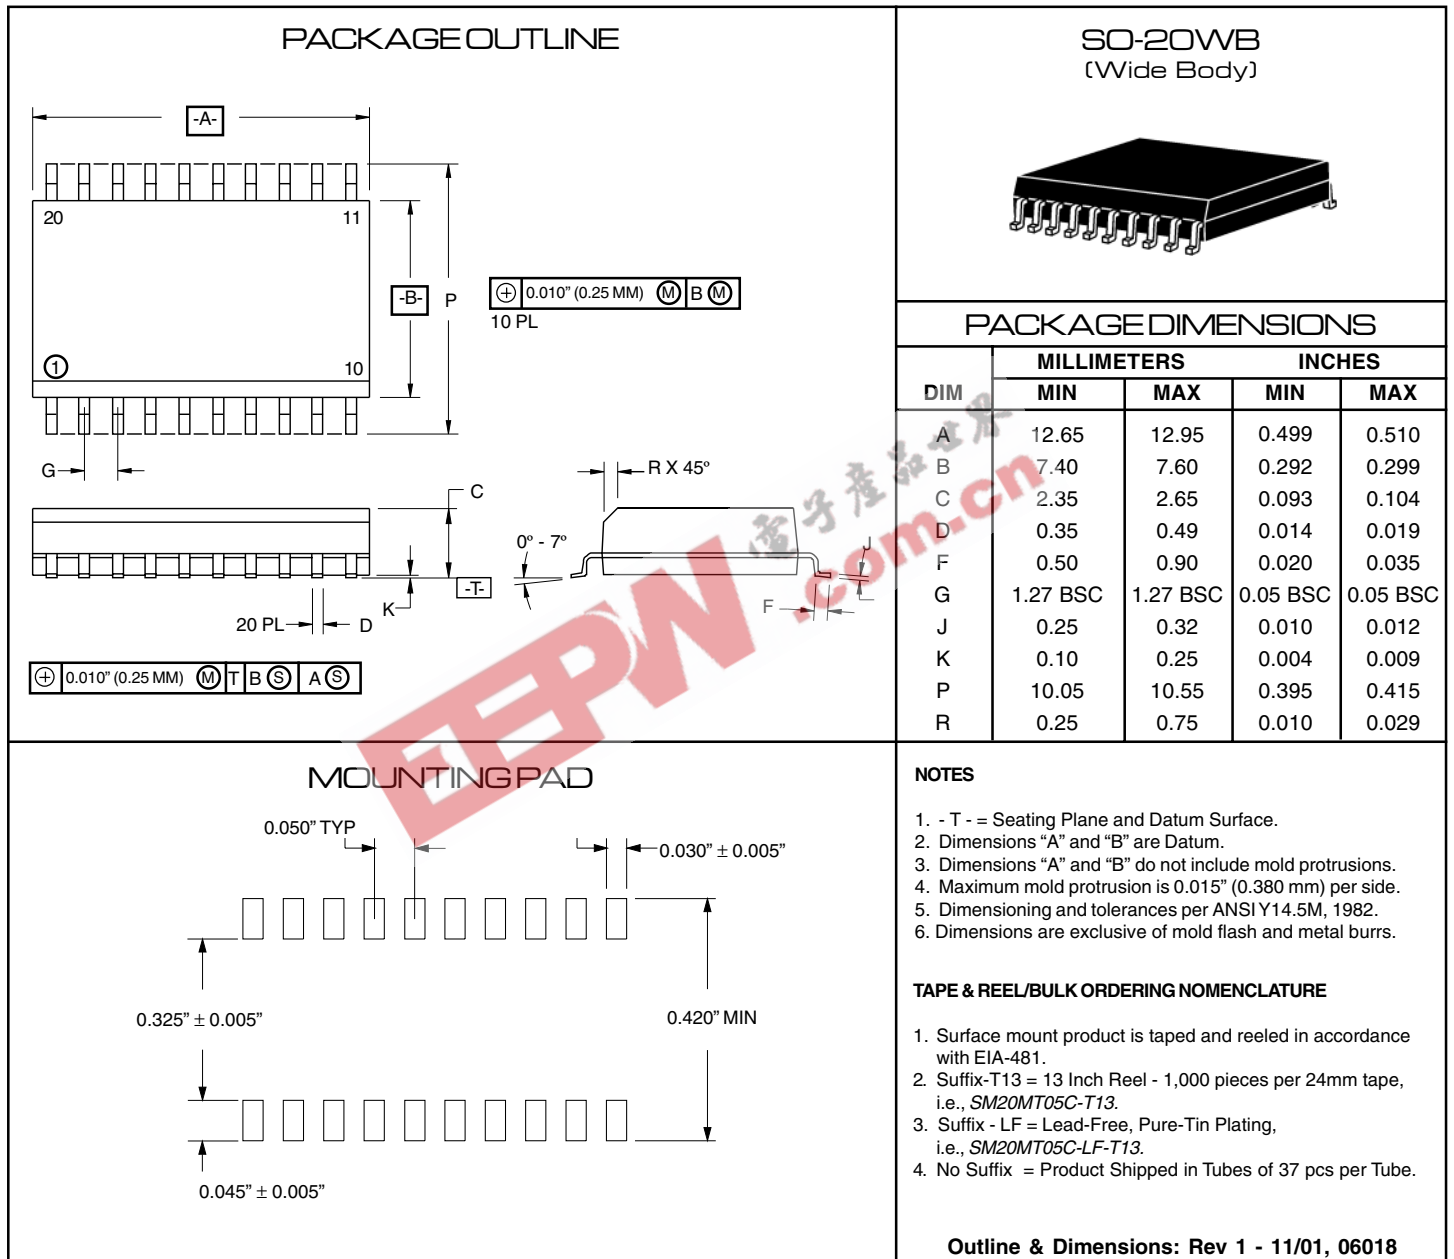 PACKAGE OUTLINE
-A-
20
11
-B-
P
⌖ 0.010” (0.25 MM) Ⓜ B Ⓜ
10 PL
① 10
G
C
R X 45º
0º - 7º
J
-T-
K
F
20 PL
D
⌖ 0.010” (0.25 MM) Ⓜ T B Ⓢ A Ⓢ
SO-20WB
(Wide Body)
PACKAGE DIMENSIONS
MILLIMETERS INCHES
DIM MIN MAX MIN MAX
A 12.65 12.95 0.499 0.510
B 7.40 7.60 0.292 0.299
C 2.35 2.65 0.093 0.104
D 0.35 0.49 0.014 0.019
F 0.50 0.90 0.020 0.035
G 1.27 BSC 1.27 BSC 0.05 BSC 0.05 BSC
J 0.25 0.32 0.010 0.012
K 0.10 0.25 0.004 0.009
P 10.05 10.55 0.395 0.415
R 0.25 0.75 0.010 0.029
EEPW.com.cn
電子產品世界
MOUNTING PAD
0.050” TYP
0.030” ± 0.005”
0.325” ± 0.005”
0.420” MIN
0.045” ± 0.005”
NOTES
1. - T - = Seating Plane and Datum Surface.
2. Dimensions “A” and “B” are Datum.
3. Dimensions “A” and “B” do not include mold protrusions.
4. Maximum mold protrusion is 0.015” (0.380 mm) per side.
5. Dimensioning and tolerances per ANSI Y14.5M, 1982.
6. Dimensions are exclusive of mold flash and metal burrs.
TAPE & REEL/BULK ORDERING NOMENCLATURE
1. Surface mount product is taped and reeled in accordance
with EIA-481.
2. Suffix-T13 = 13 Inch Reel - 1,000 pieces per 24mm tape,
i.e., SM20MT05C-T13.
3. Suffix - LF = Lead-Free, Pure-Tin Plating,
i.e., SM20MT05C-LF-T13.
4. No Suffix = Product Shipped in Tubes of 37 pcs per Tube.
Outline & Dimensions: Rev 1 - 11/01, 06018